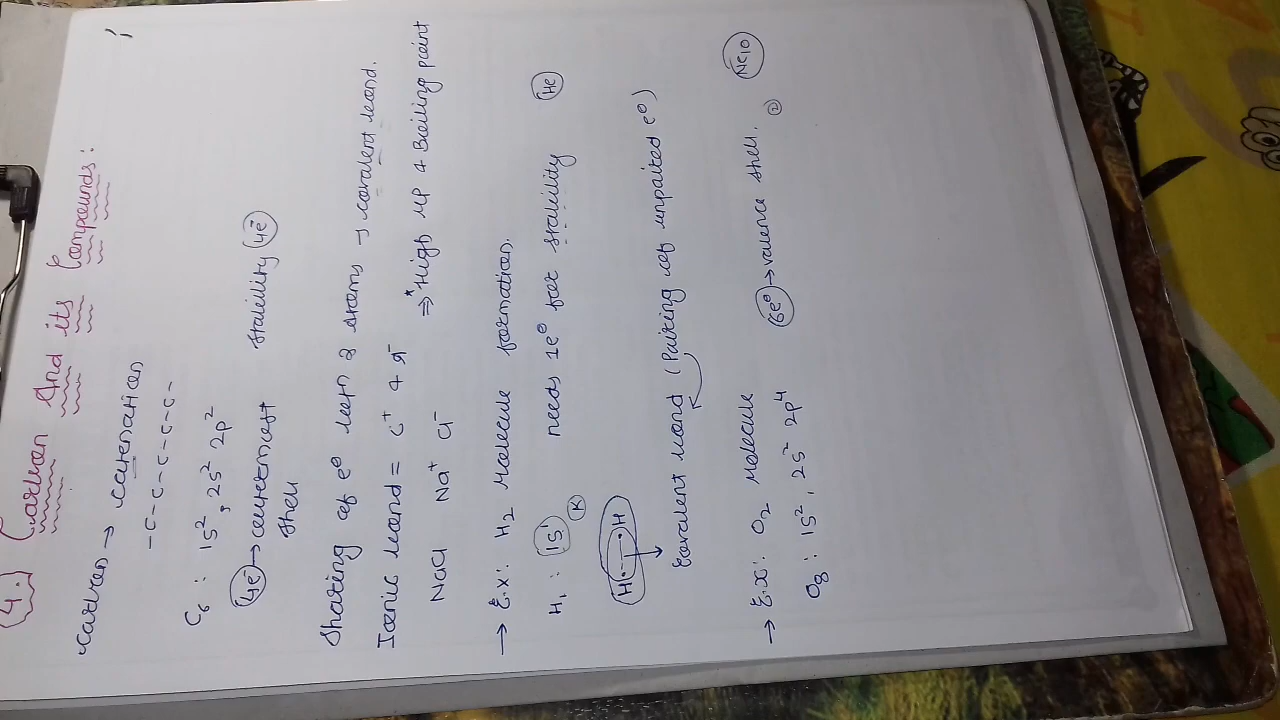 4.) Carbon And its Compounds:
Carbon → catenation
-C-C-C-C-C-
C₆ : 1s², 2s² 2p²
4e⁻ → outermost shell stability 4e⁻
Sharing of e⁰ betn 2 atoms → covalent bond.
Ionic bond = C⁺ + a⁻ ⇒ *High MP & Boiling point
NaCl Na⁺ Cl⁻
→ E.x: H₂ Molecule formation.
H₁ : 1s¹ needs 1e⁰ for stability He
K
H H
Covalent bond (Pairing of unpaired e⁰)
→ E.x: O₂ Molecule 6e⁰ → valence shell. 2 Ne10
O₈ : 1s², 2s² 2p⁴